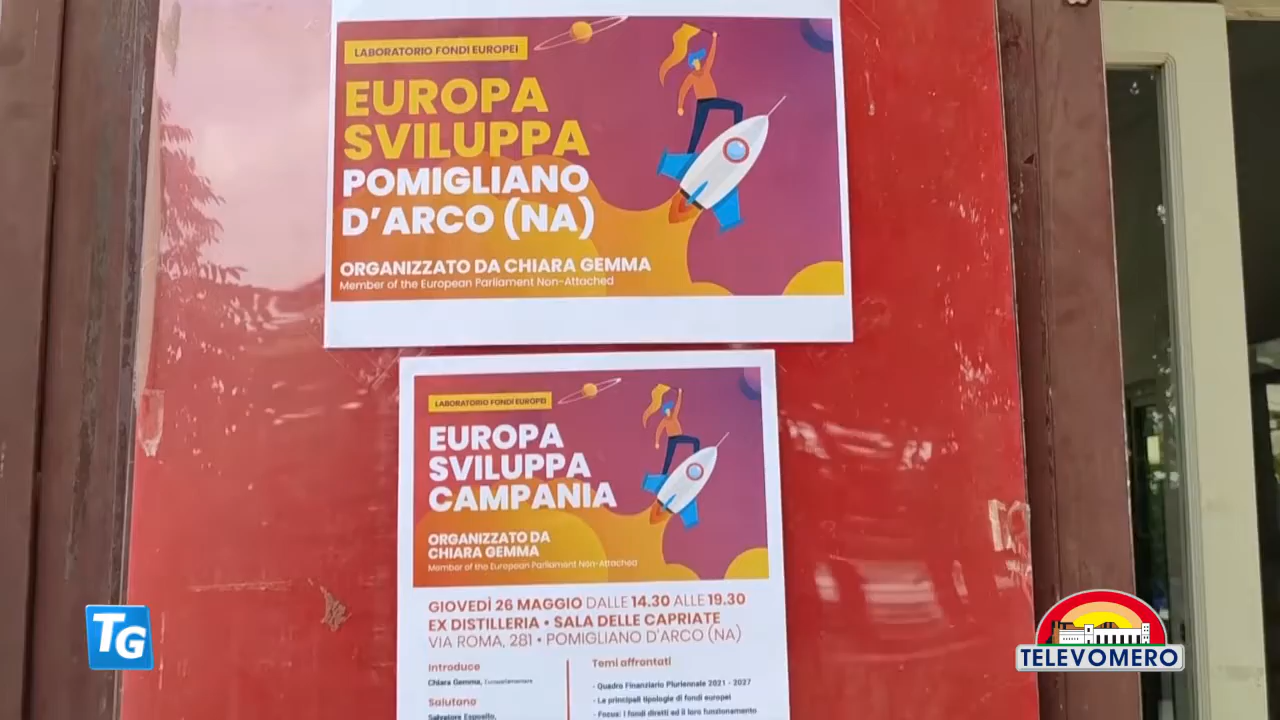 LABORATORIO FONDI EUROPEI
EUROPA
SVILUPPA
POMIGLIANO
D'ARCO (NA)
ORGANIZZATO DA CHIARA GEMMA
Member of the European Parliament Non-Attached
LABORATORIO FONDI EUROPEI
EUROPA
SVILUPPA
CAMPANIA
ORGANIZZATO DA
CHIARA GEMMA
Member of the European Parliament Non-Attached
GIOVEDÌ 26 MAGGIO DALLE 14.30 ALLE 19.30
EX DISTILLERIA • SALA DELLE CAPRIATE
VIA ROMA, 281 • POMIGLIANO D'ARCO (NA)
Introduce
Chiara Gemma, Europarlamentare
Salutano
Salvatore Esposito,
Temi affrontati
- Quadro Finanziario Pluriennale 2021 - 2027
- Le principali tipologie di fondi europei
- Focus: i fondi diretti ed il loro funzionamento
TG
TELEVOMERO